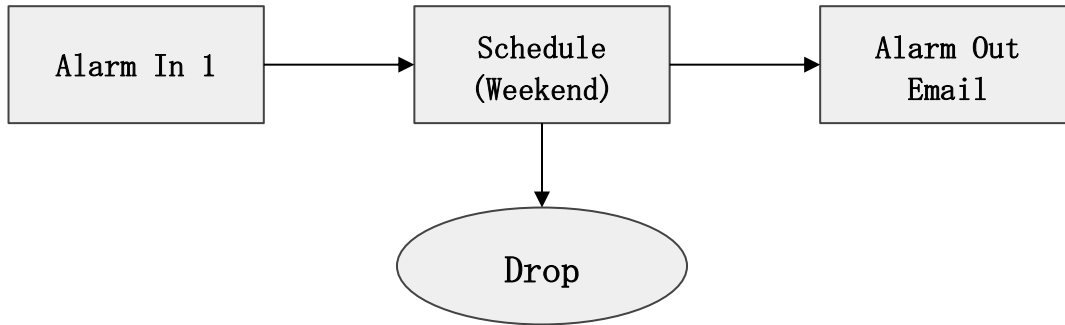 Alarm In 1
Schedule
(Weekend)
Alarm Out
Email
Drop